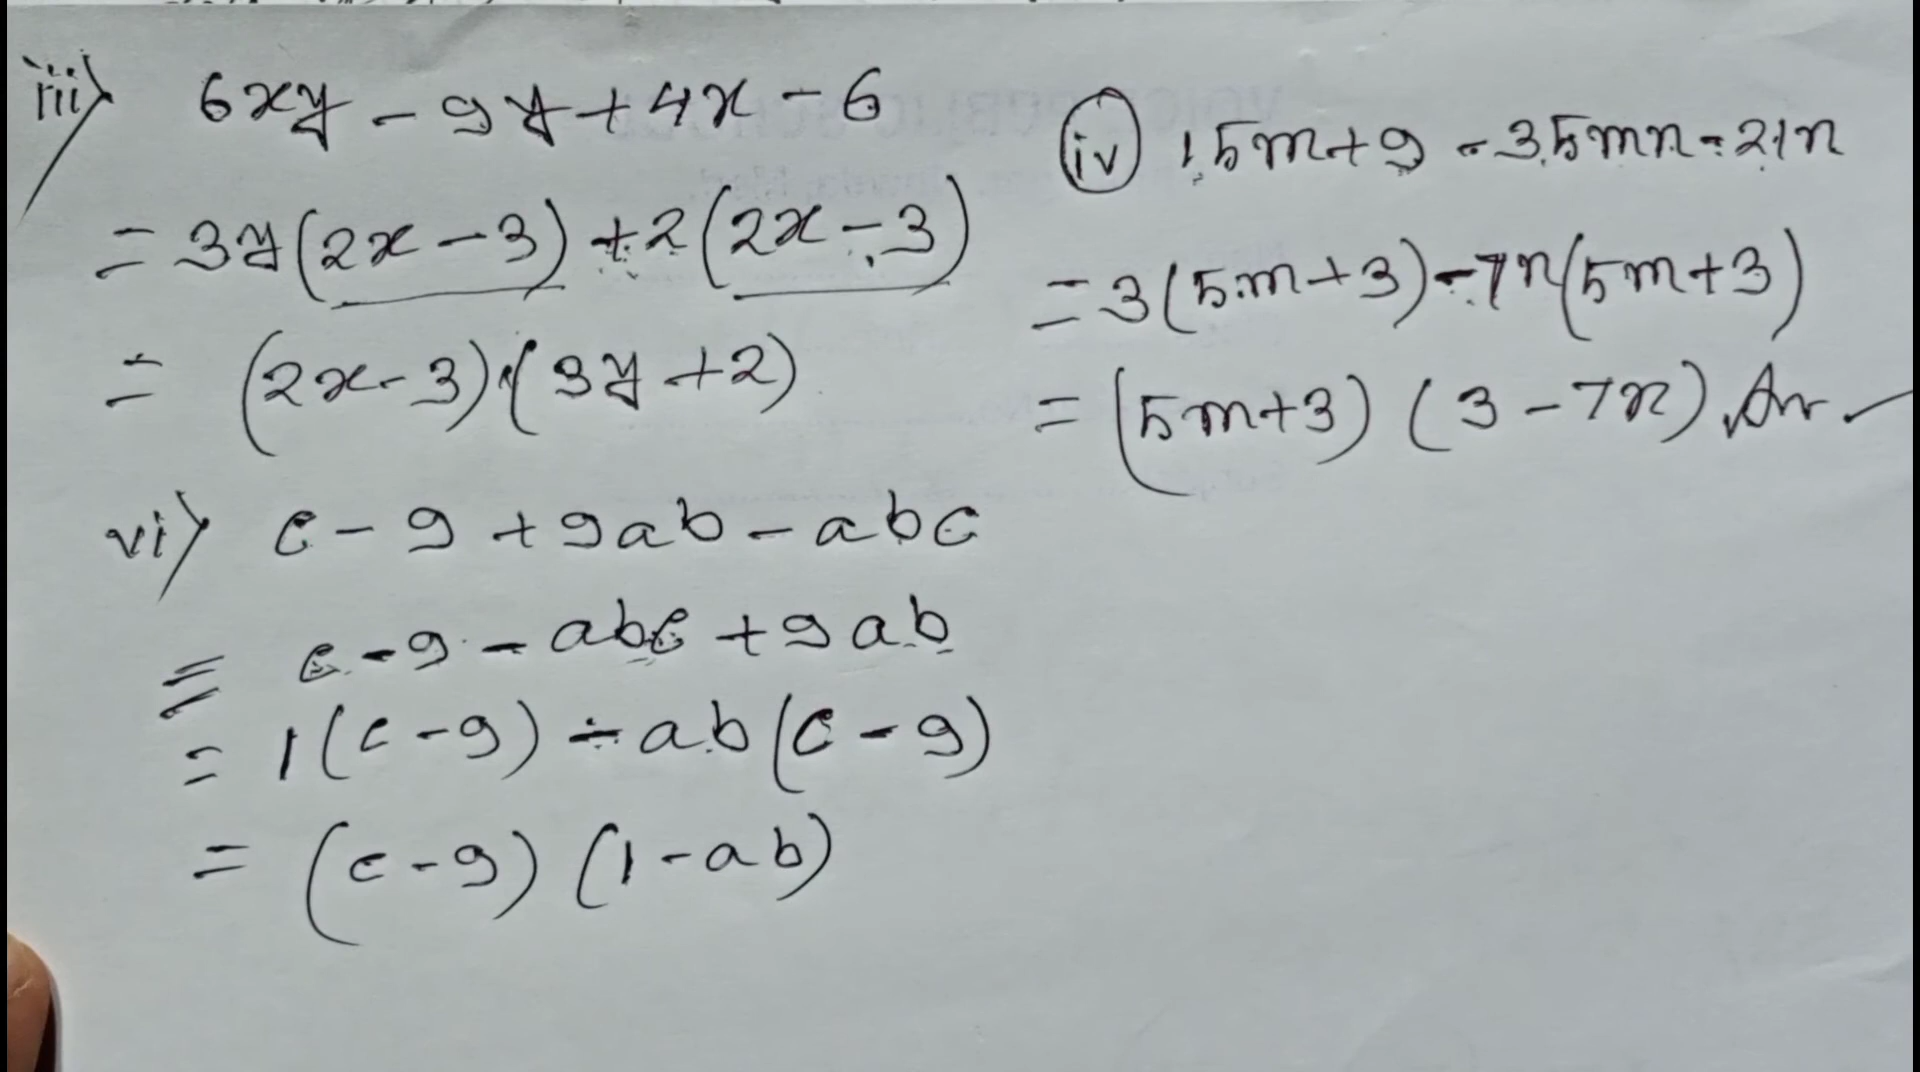 iii) 6xy - 9y + 4x - 6
= 3y(2x - 3) + 2(2x - 3)
= (2x - 3)(3y + 2)
iv) 15m + 9 - 35mn - 21n
= 3(5m + 3) - 7n(5m + 3)
= (5m + 3) (3 - 7n) Ans
vi) c - 9 + 9ab - abc
= c - 9 - abc + 9ab
= 1(c - 9) - ab(c - 9)
= (c - 9) (1 - ab)